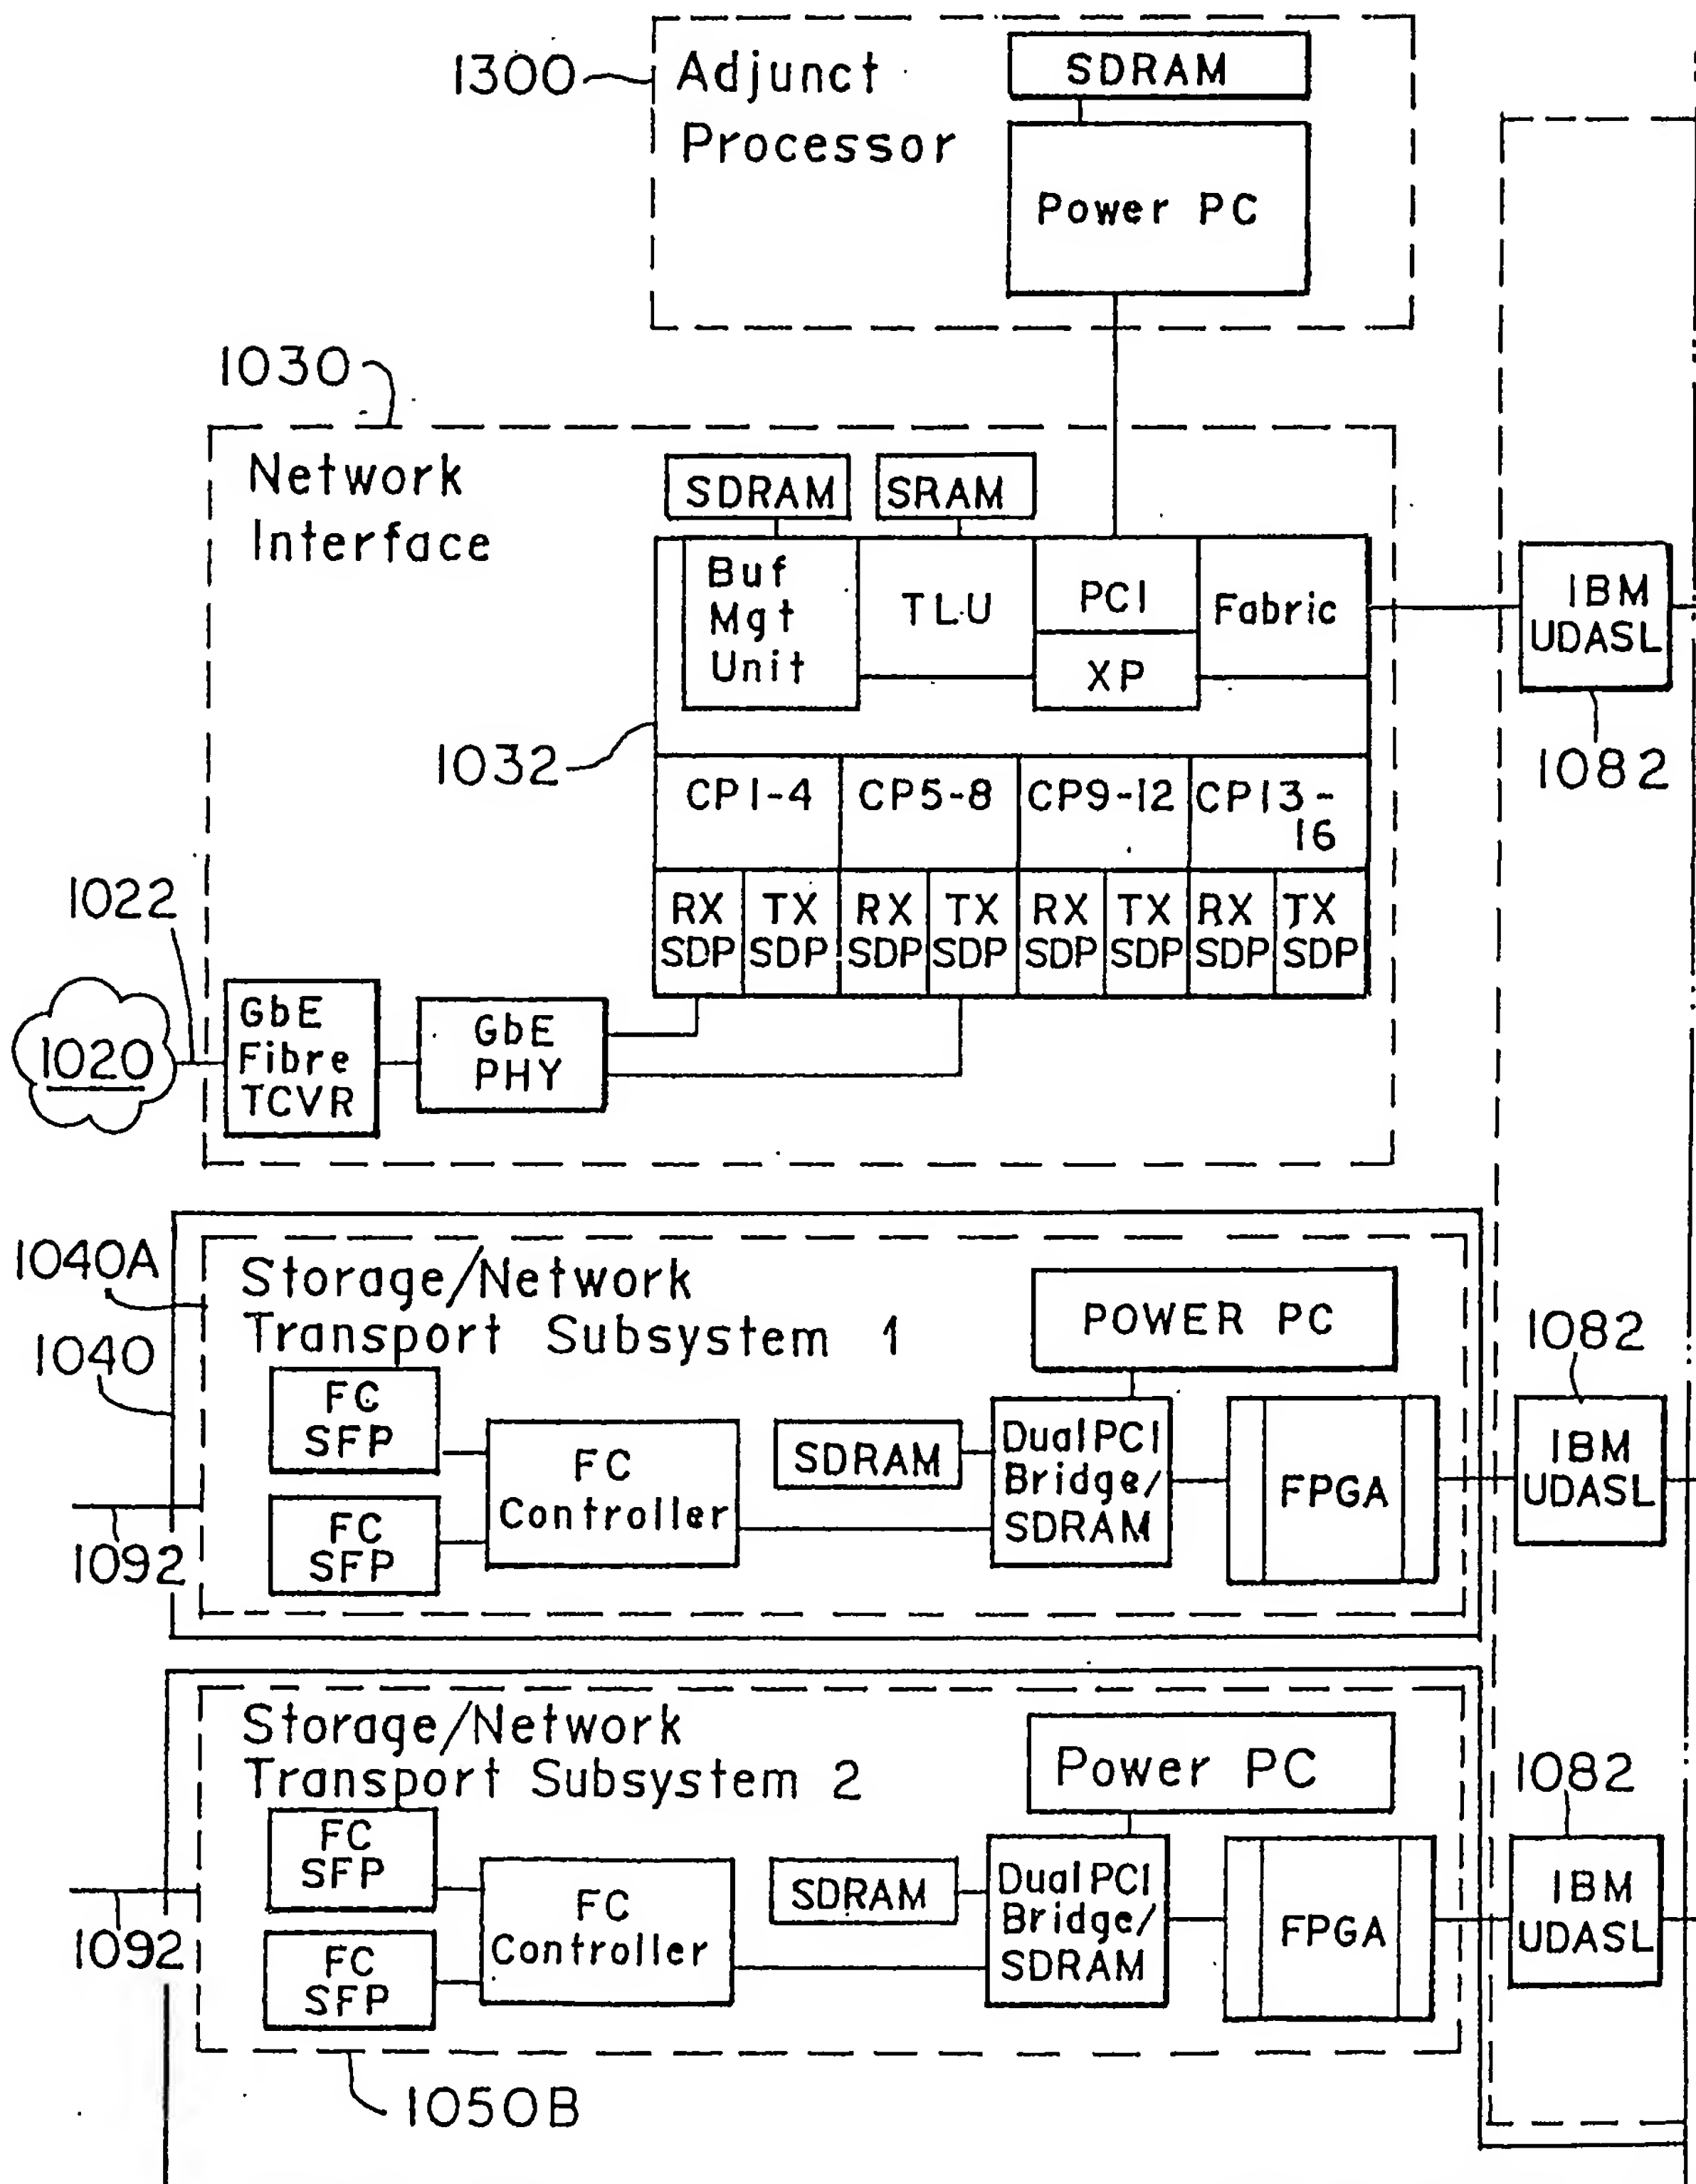 1300
Adjunct
Processor
SDRAM
Power PC
1030
Network
Interface
SDRAM
SRAM
Buf
Mgt
Unit
TLU
PCI
XP
Fabric
IBM
UDASL
1082
1032
CP1-4
CP5-8
CP9-12
CP13-
16
RX
SDP
TX
SDP
RX
SDP
TX
SDP
RX
SDP
TX
SDP
RX
SDP
TX
SDP
1022
1020
GbE
Fibre
TCVR
GbE
PHY
1040A
1040
Storage/Network
Transport Subsystem 1
POWER PC
1082
FC
SFP
FC
SFP
FC
Controller
SDRAM
Dual PCI
Bridge/
SDRAM
FPGA
IBM
UDASL
1092
Storage/Network
Transport Subsystem 2
Power PC
1082
FC
SFP
FC
SFP
FC
Controller
SDRAM
Dual PCI
Bridge/
SDRAM
FPGA
IBM
UDASL
1092
1050B